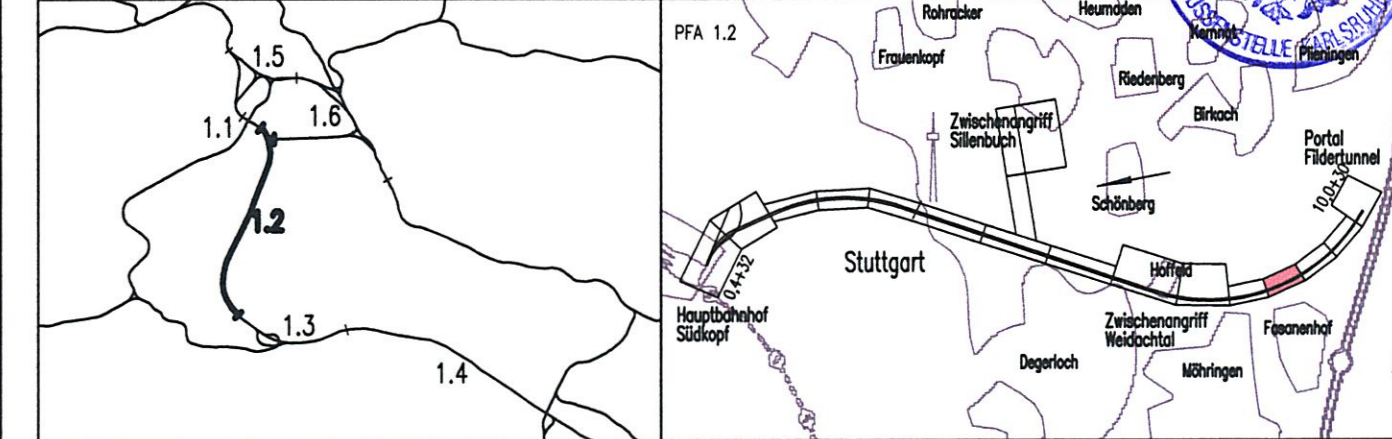 1.5
1.6
1.1
1.2
1.3
1.4
PFA 1.2
Rohracker
Heumaden
Kemnat
Plieningen
Frauenkopf
Riedenberg
Birkach
Zwischenangriff
Sillenbuch
Portal
Fildertunnel
10,0+30
Schönberg
Stuttgart
Hoffeld
0,4+32
Hauptbahnhof
Südkopf
Zwischenangriff
Weidachtal
Fasanenhof
Degerloch
Möhringen